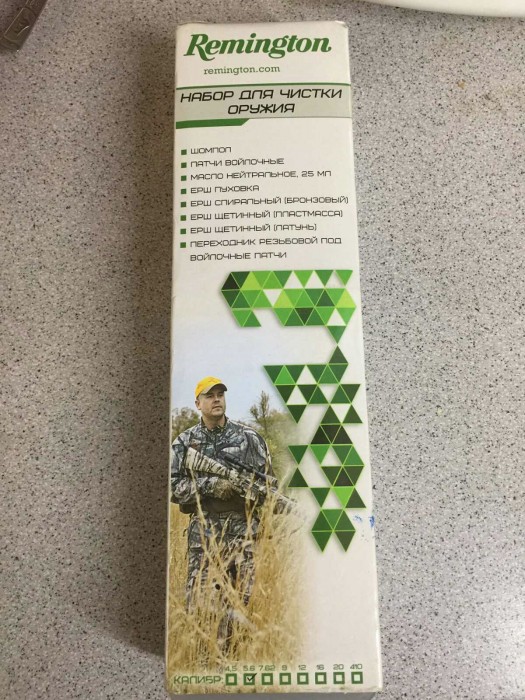 Remington
remington.com
НАБОР ДЛЯ ЧИСТКИ
ОРУЖИЯ
ШОМПОЛ
ПАТЧИ ВОЙЛОЧНЫЕ
МАСЛО НЕЙТРАЛЬНОЕ, 25 МЛ
ЕРШ ПУХОВКА
ЕРШ СПИРАЛЬНЫЙ (БРОНЗОВЫЙ)
ЕРШ ЩЕТИННЫЙ (ПЛАСТМАССА)
ЕРШ ЩЕТИННЫЙ (ЛАТУНЬ)
ПЕРЕХОДНИК РЕЗЬБОВОЙ ПОД
ВОЙЛОЧНЫЕ ПАТЧИ
4,5 5,6 7,62 9 12 16 20 410
КАЛИБР: